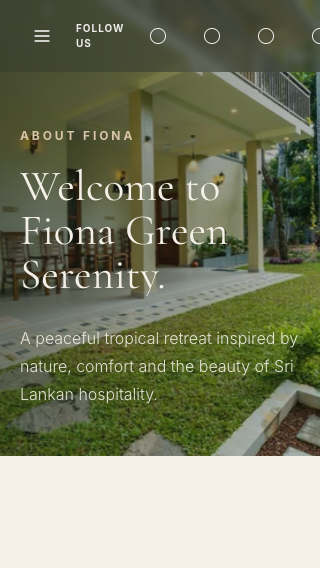 FOLLOW
US
ABOUT FIONA
Welcome to
Fiona Green
Serenity.
A peaceful tropical retreat inspired by
nature, comfort and the beauty of Sri
Lankan hospitality.